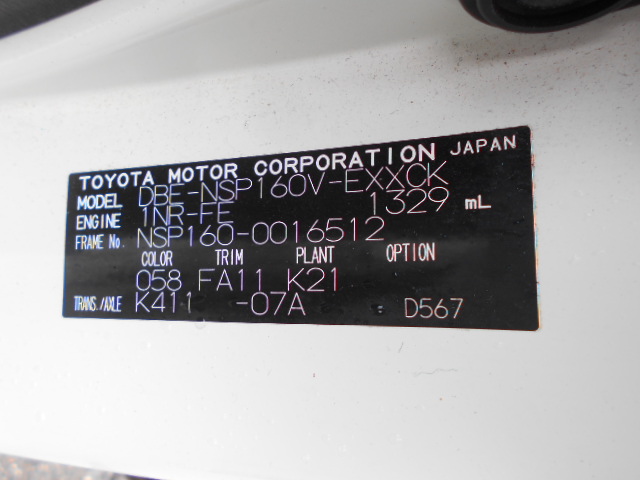 TOYOTA MOTOR CORPORATION JAPAN
MODEL DBE-NSP160V-EXXCK
ENGINE 1NR-FE 1329 mL
FRAME No. NSP160-0016512
COLOR TRIM PLANT OPTION
058 FA11 K21
TRANS./AXLE K411 -07A D567